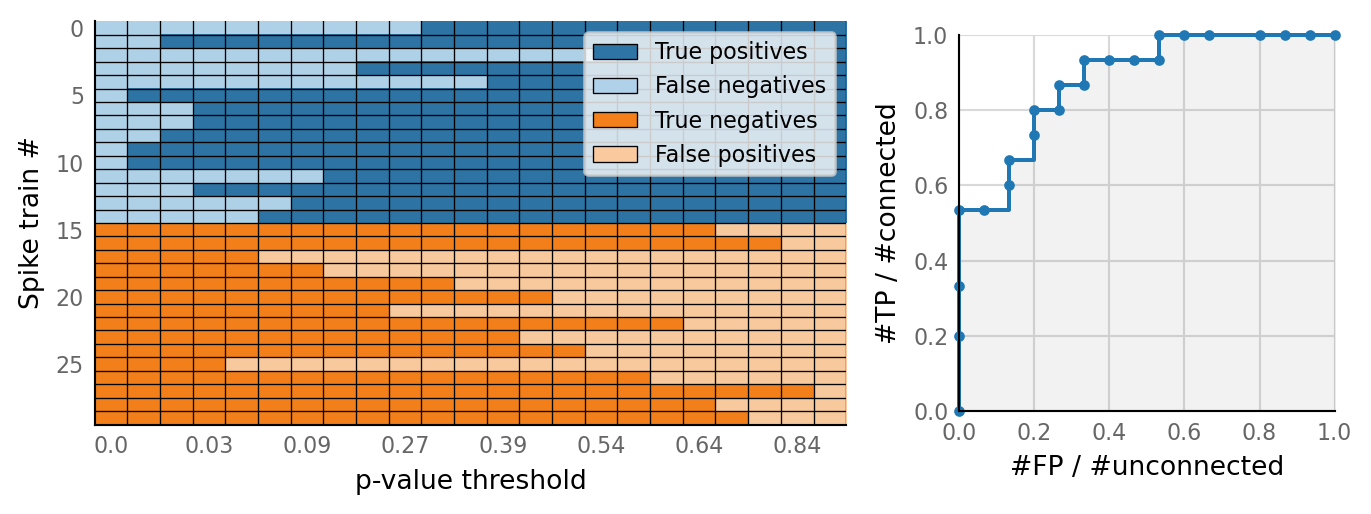 0
5
10
15
20
25
Spike train #
True positives
False negatives
True negatives
False positives
0.0 0.03 0.09 0.27 0.39 0.54 0.64 0.84
p-value threshold
1.0
0.8
0.6
0.4
0.2
0.0
#TP / #connected
0.0 0.2 0.4 0.6 0.8 1.0
#FP / #unconnected